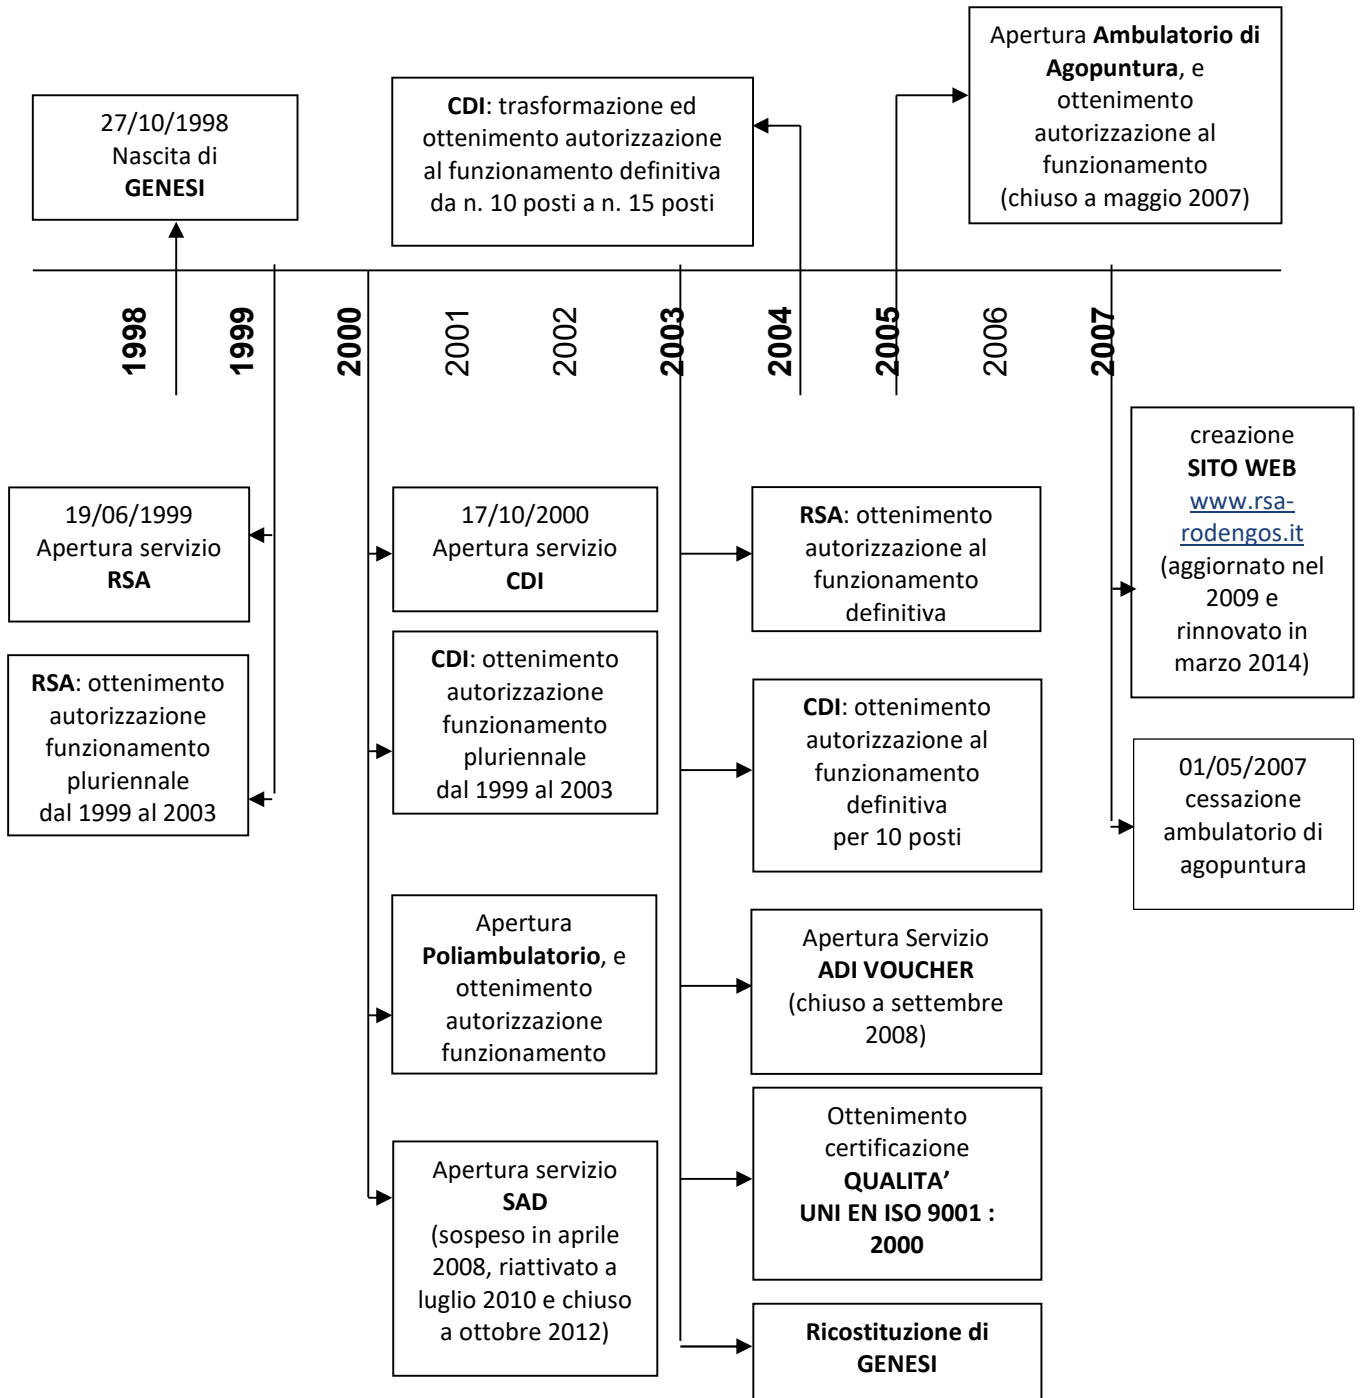 27/10/1998
Nascita di
GENESI
CDI: trasformazione ed
ottenimento autorizzazione
al funzionamento definitiva
da n. 10 posti a n. 15 posti
Apertura Ambulatorio di
Agopuntura, e
ottenimento
autorizzazione al
funzionamento
(chiuso a maggio 2007)
1998
1999
2000
2001
2002
2003
2004
2005
2006
2007
19/06/1999
Apertura servizio
RSA
RSA: ottenimento
autorizzazione
funzionamento
pluriennale
dal 1999 al 2003
17/10/2000
Apertura servizio
CDI
CDI: ottenimento
autorizzazione
funzionamento
pluriennale
dal 1999 al 2003
Apertura
Poliambulatorio, e
ottenimento
autorizzazione
funzionamento
Apertura servizio
SAD
(sospeso in aprile
2008, riattivato a
luglio 2010 e chiuso
a ottobre 2012)
RSA: ottenimento
autorizzazione al
funzionamento
definitiva
CDI: ottenimento
autorizzazione al
funzionamento
definitiva
per 10 posti
Apertura Servizio
ADI VOUCHER
(chiuso a settembre
2008)
Ottenimento
certificazione
QUALITA’
UNI EN ISO 9001 :
2000
Ricostituzione di
GENESI
creazione
SITO WEB
www.rsa-
rodengos.it
(aggiornato nel
2009 e
rinnovato in
marzo 2014)
01/05/2007
cessazione
ambulatorio di
agopuntura